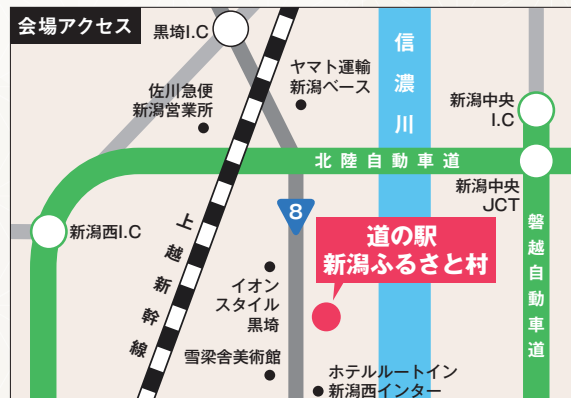 会場アクセス
黒埼I.C
佐川急便
新潟営業所
ヤマト運輸
新潟ベース
信濃川
新潟中央
I.C
北陸自動車道
新潟中央
JCT
新潟西I.C
上越新幹線
8
道の駅
新潟ふるさと村
磐越自動車道
イオン
スタイル
黒埼
雪梁舎美術館
ホテルルートイン
新潟西インター